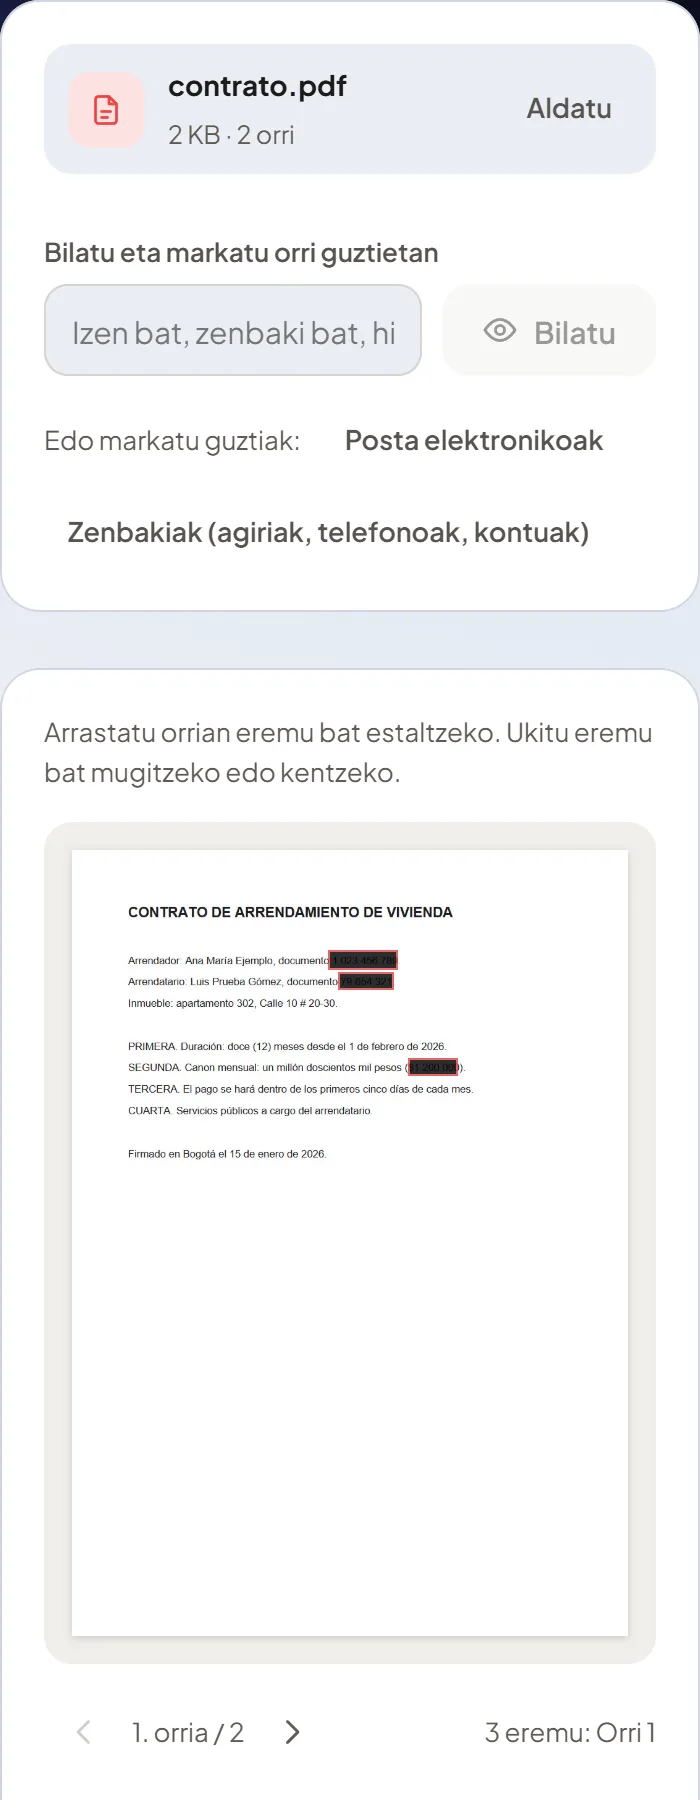 contrato.pdf
2 KB · 2 orri
Aldatu
Bilatu eta markatu orri guztietan
Izen bat, zenbaki bat, hi
Bilatu
Edo markatu guztiak:
Posta elektronikoak
Zenbakiak (agiriak, telefonoak, kontuak)
Arrastatu orrian eremu bat estaltzeko. Ukitu eremu
bat mugitzeko edo kentzeko.
CONTRATO DE ARRENDAMIENTO DE VIVIENDA
Arrendador: Ana María Ejemplo, documento
Arrendatario: Luis Prueba Gómez, documento
Inmueble: apartamento 302, Calle 10 # 20-30.
PRIMERA. Duración: doce (12) meses desde el 1 de febrero de 2026.
SEGUNDA. Canon mensual: un millón doscientos mil pesos ( ).
TERCERA. El pago se hará dentro de los primeros cinco días de cada mes.
CUARTA. Servicios públicos a cargo del arrendatario.
Firmado en Bogotá el 15 de enero de 2026.
1. orria / 2
3 eremu: Orri 1